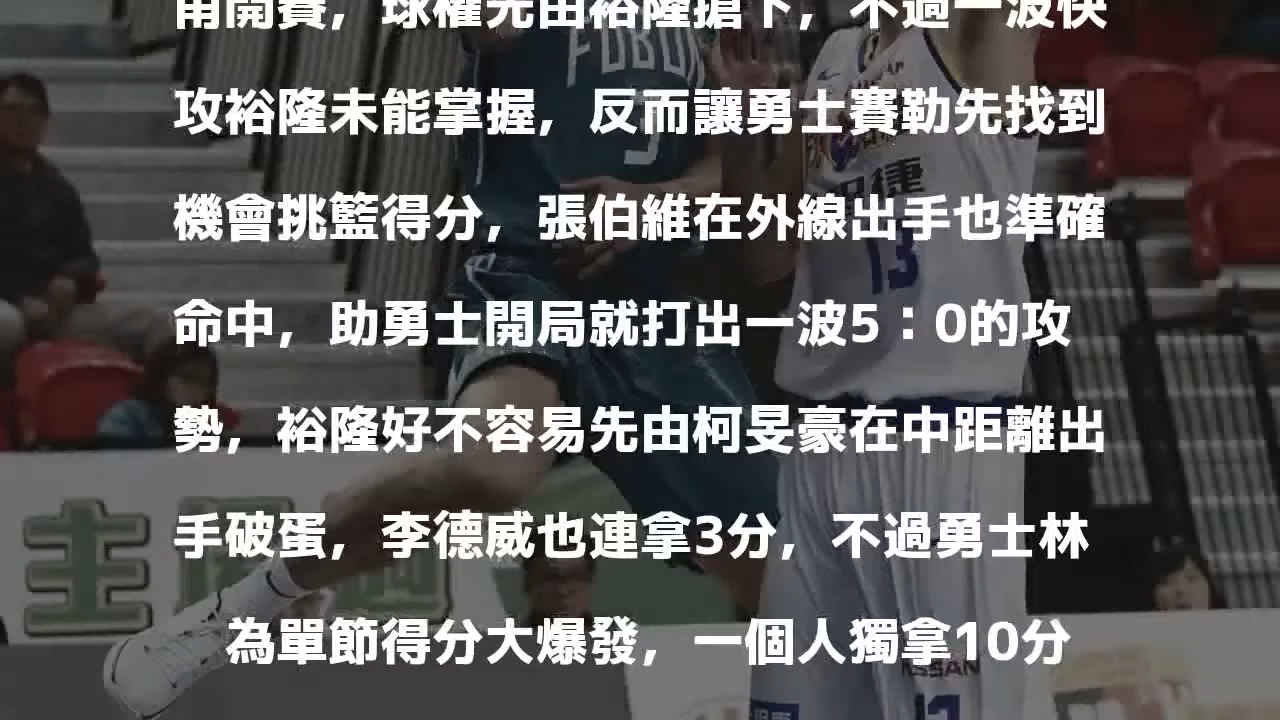 甫開賽，球權先由裕隆搶下，不過一波快
攻裕隆未能掌握，反而讓勇士賽勒先找到
機會挑籃得分，張伯維在外線出手也準確
命中，助勇士開局就打出一波5：0的攻
勢，裕隆好不容易先由柯旻豪在中距離出
手破蛋，李德威也連拿3分，不過勇士林
為單節得分大爆發，一個人獨拿10分
FUBON
13
NISSAN
主